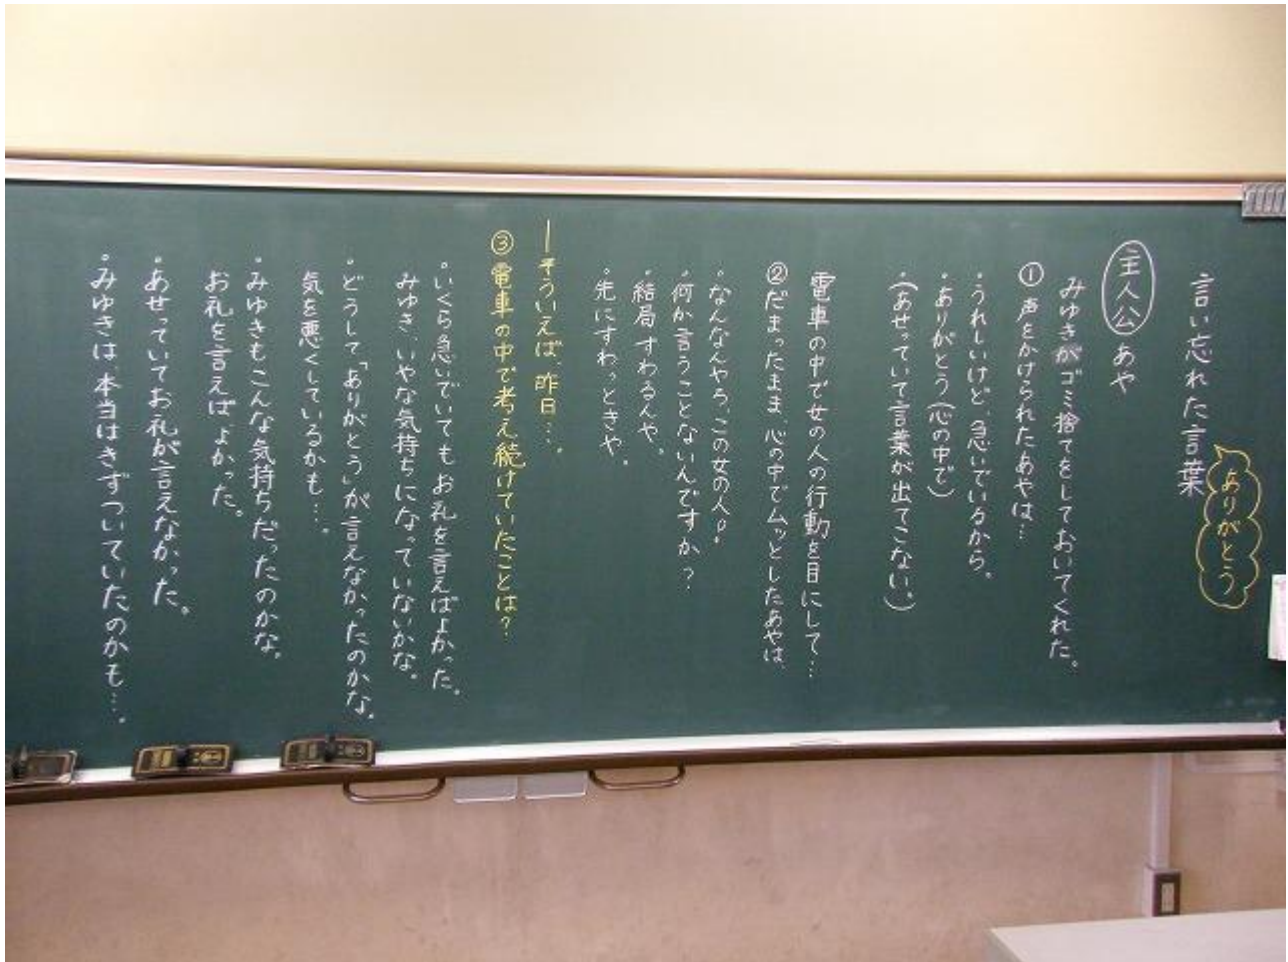 言い忘れた言葉
ありがとう
主人公 あや
みゆきがゴミ捨てをしておいてくれた。
① 声をかけられたあやは…
・うれしいけど、急いでいるから。
・ありがとう(心の中で)
・(あせっていて言葉が出てこない。)
電車の中で女の人の行動を目にして…
②だまったまま、心の中でムッとしたあやは
・なんなんやろ、この女の人!
・何か言うことないんですか?
・結局すわるんや。
・先にすわっときや。
―そういえば、昨日…。
③ 電車の中で考え続けていたことは?
・いくら急いでいてもお礼を言えばよかった。
みゆき、いやな気持ちになっていないかな。
・どうして「ありがとう」が言えなかったのかな。
気を悪くしているかも…。
・みゆきもこんな気持ちだったのかな。
お礼を言えばよかった。
・あせっていてお礼が言えなかった。
・みゆきは、本当はきずついていたのかも…。